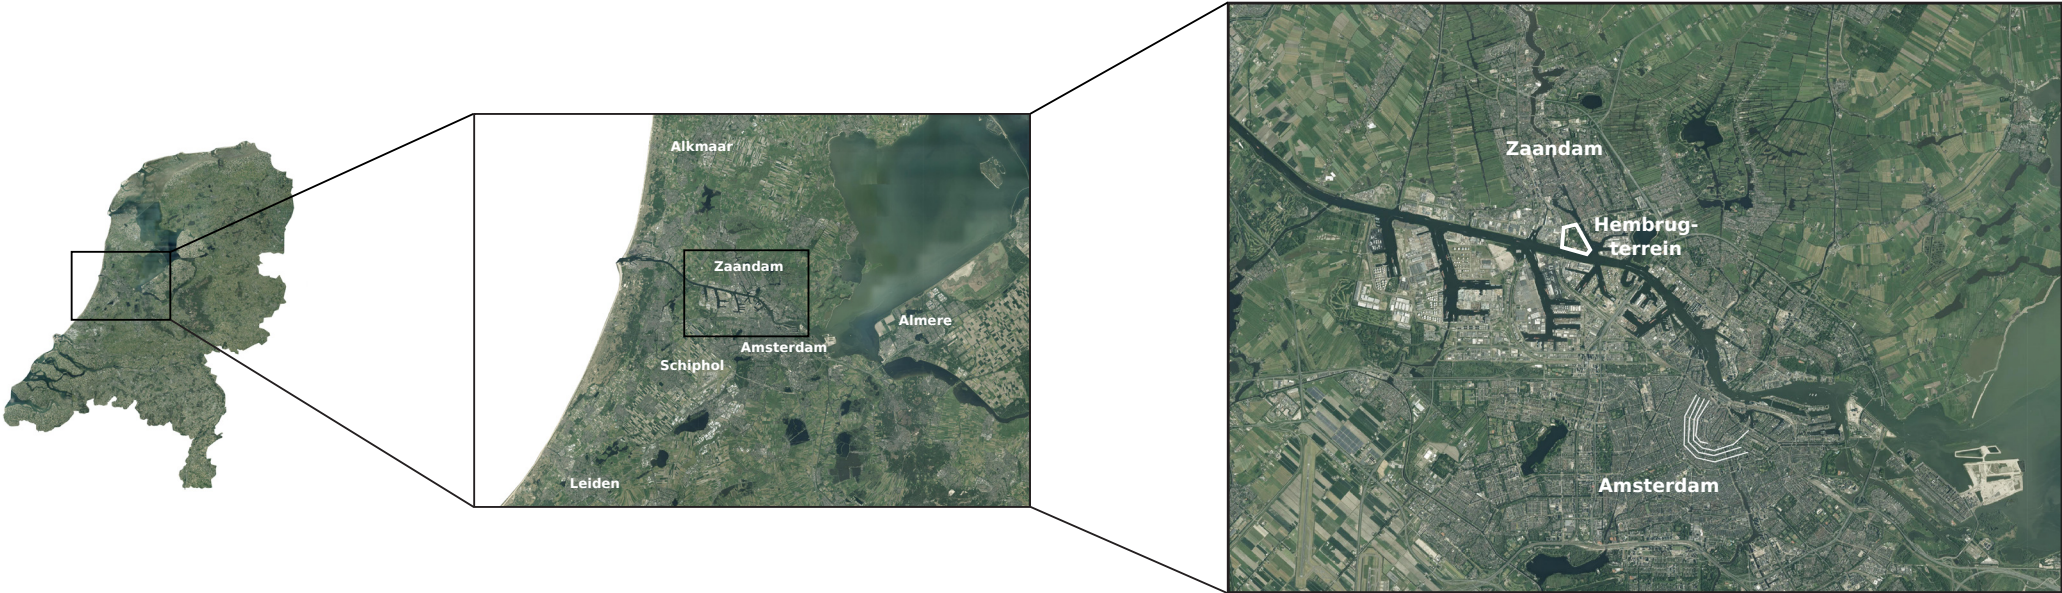 Alkmaar
Zaandam
Almere
Amsterdam
Schiphol
Leiden
Zaandam
Hembrug-
terrein
Amsterdam